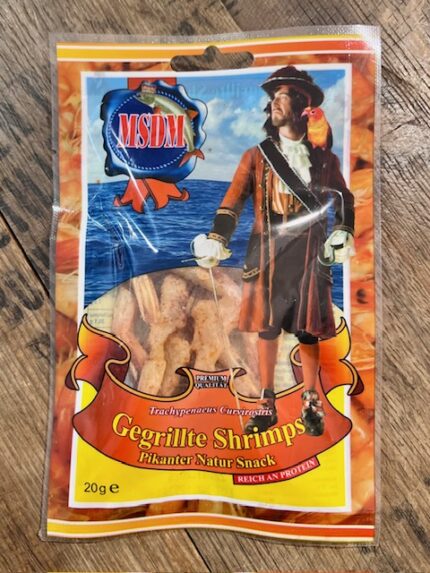 MSDM
PREMIUM
QUALITÄT
Trachypenaeus Curvirostris
Gegrillte Shrimps
Pikanter Natur Snack
REICH AN PROTEIN
20g e